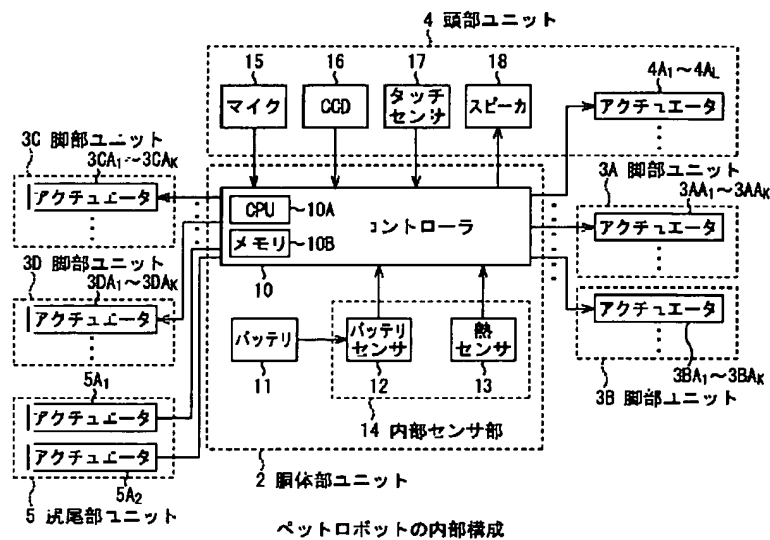 4 頭部ユニット
15
16
17
18
マイク
CCD
タッチ
センサ
スピーカ
4A1～4AL
アクチュエータ
3C 脚部ユニット
3CA1～3CAK
アクチュエータ
3A 脚部ユニット
3AA1～3AAK
アクチュエータ
CPU
10A
メモリ
10B
コントローラ
10
3D 脚部ユニット
3DA1～3DAK
アクチュエータ
アクチュエータ
3BA1～3BAK
3B 脚部ユニット
バッテリ
11
バッテリ
センサ
12
熱
センサ
13
14 内部センサ部
5A1
アクチュエータ
アクチュエータ
5A2
5 尻尾部ユニット
2 胴体部ユニット
ペットロボットの内部構成